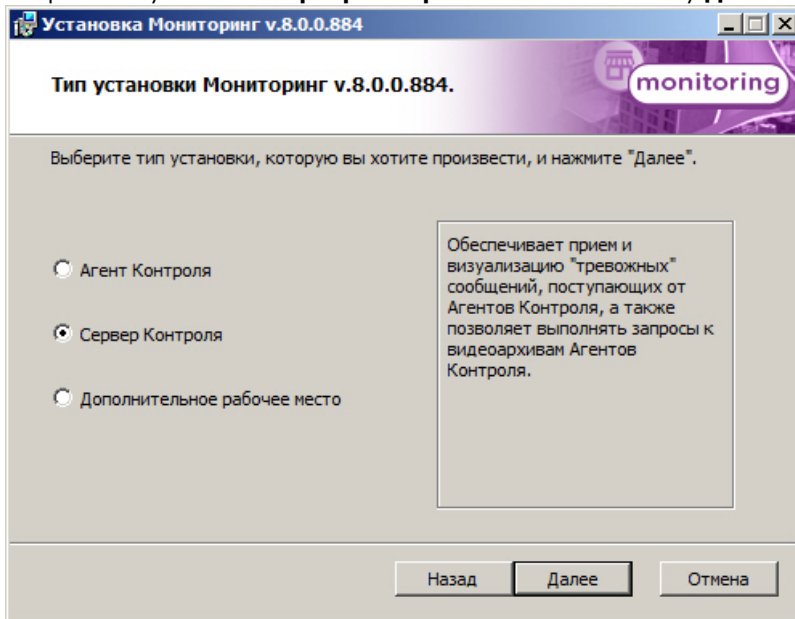 Установка Мониторинг v.8.0.0.884
Тип установки Мониторинг v.8.0.0.884.
monitoring
Выберите тип установки, которую вы хотите произвести, и нажмите "Далее".
Агент Контроля
Сервер Контроля
Дополнительное рабочее место
Обеспечивает прием и
визуализацию "тревожных"
сообщений, поступающих от
Агентов Контроля, а также
позволяет выполнять запросы к
видеоархивам Агентов
Контроля.
Назад
Далее
Отмена